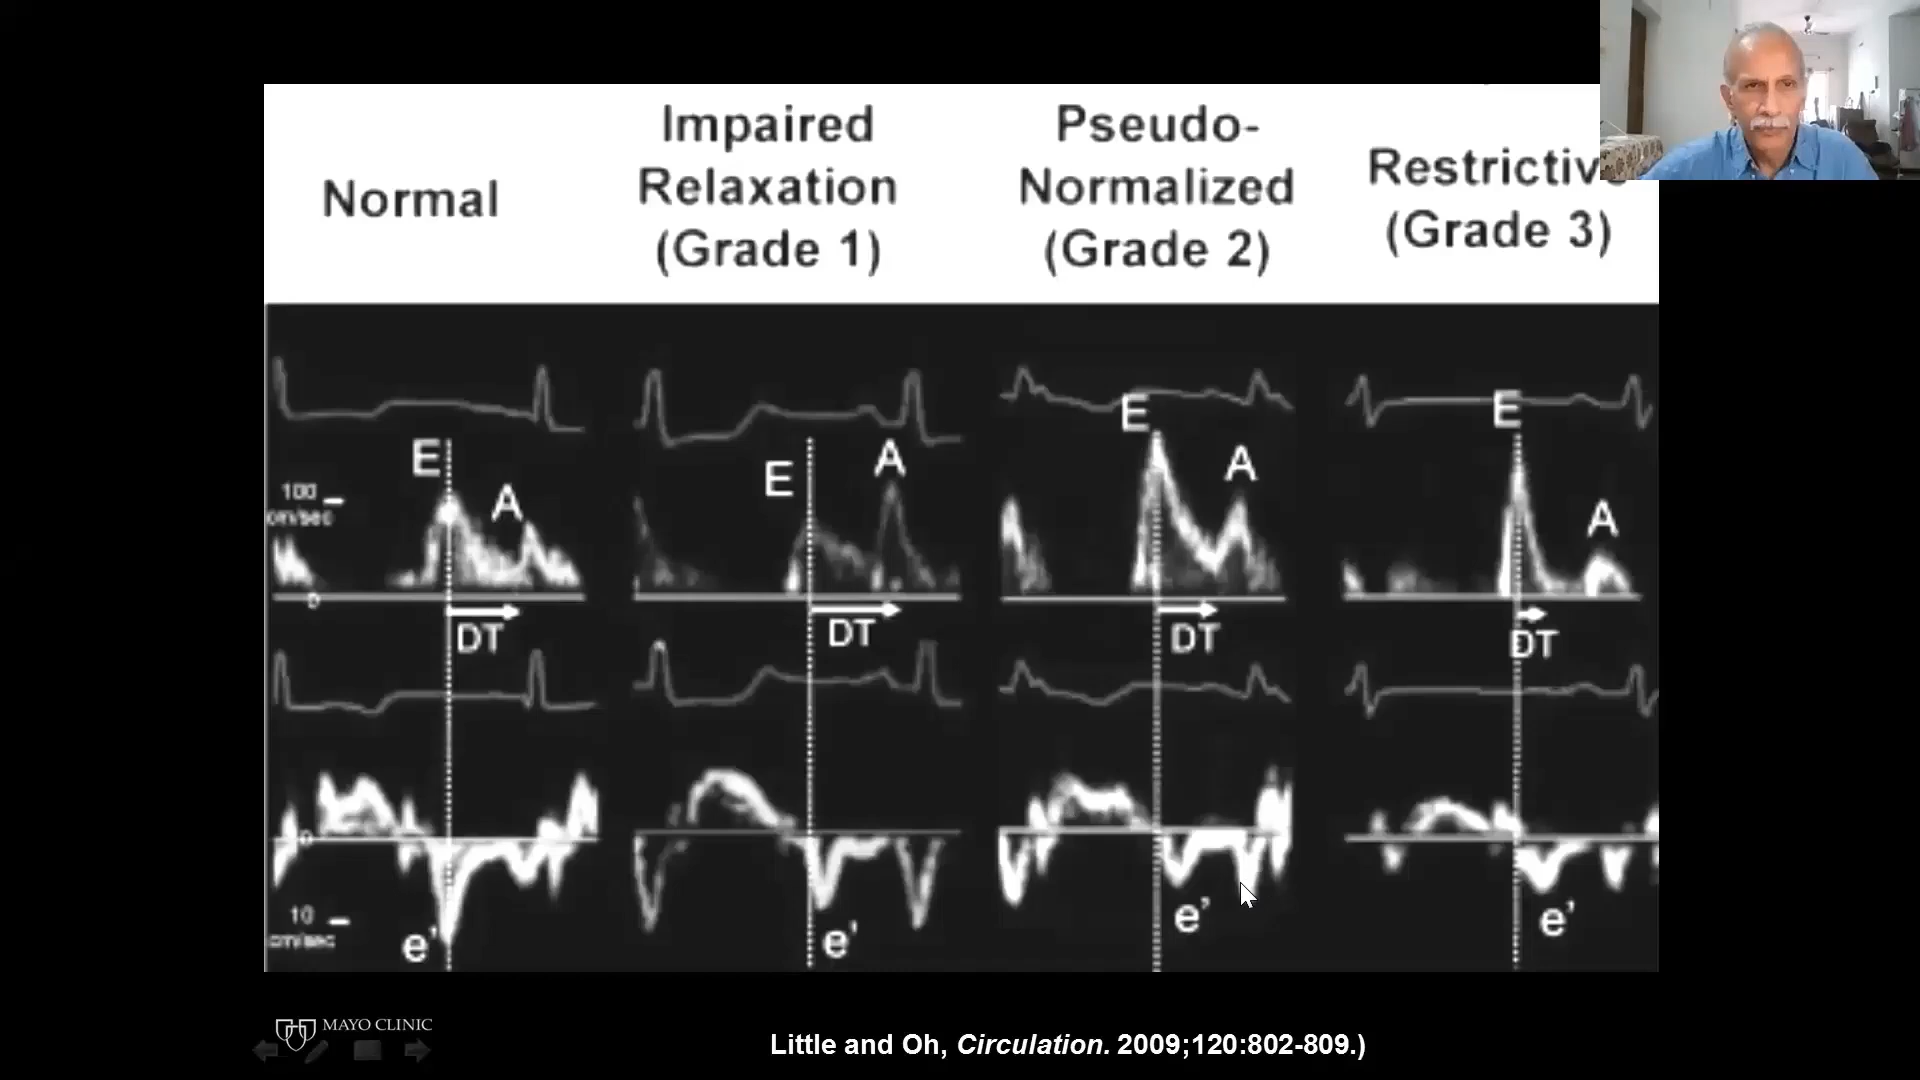 Normal
Impaired
Relaxation
(Grade 1)
Pseudo-
Normalized
(Grade 2)
(Grade 3)
E
A
E
A
E
A
E
A
100
cm/sec
0
DT
DT
DT
DT
0
10
cm/sec
e'
e'
e'
e'
MAYO CLINIC
Little and Oh, Circulation. 2009;120:802-809.)